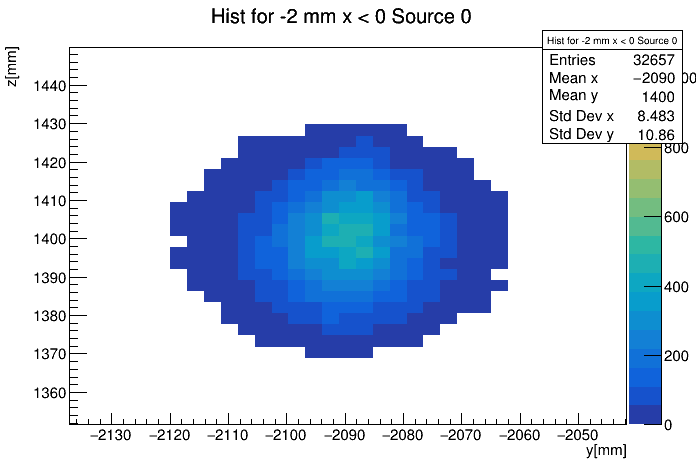 Hist for -2 mm x < 0 Source 0
z[mm]
Hist for -2 mm x < 0 Source 0
Entries 32657
Mean x −2090
Mean y 1400
Std Dev x 8.483
Std Dev y 10.86
1440
1430
1420
1410
1400
1390
1380
1370
1360
00
800
600
400
200
0
−2130 −2120 −2110 −2100 −2090 −2080 −2070 −2060 −2050
y[mm]